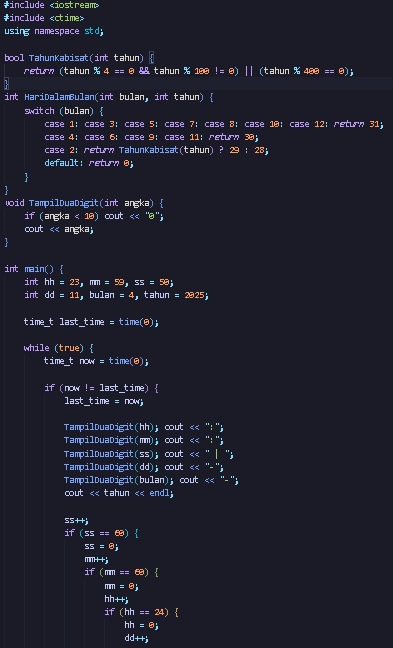 #include <iostream>
#include <ctime>
using namespace std;

bool TahunKabisat(int tahun) {
    return (tahun % 4 == 0 && tahun % 100 != 0) || (tahun % 400 == 0);
}
int HariDalamBulan(int bulan, int tahun) {
    switch (bulan) {
        case 1: case 3: case 5: case 7: case 8: case 10: case 12: return 31;
        case 4: case 6: case 9: case 11: return 30;
        case 2: return TahunKabisat(tahun) ? 29 : 28;
        default: return 0;
    }
}
void TampilDuaDigit(int angka) {
    if (angka < 10) cout << "0";
    cout << angka;
}

int main() {
    int hh = 23, mm = 59, ss = 50;
    int dd = 11, bulan = 4, tahun = 2025;

    time_t last_time = time(0);

    while (true) {
        time_t now = time(0);

        if (now != last_time) {
            last_time = now;

            TampilDuaDigit(hh); cout << ":";
            TampilDuaDigit(mm); cout << ":";
            TampilDuaDigit(ss); cout << " | ";
            TampilDuaDigit(dd); cout << "-";
            TampilDuaDigit(bulan); cout << "-";
            cout << tahun << endl;

            ss++;
            if (ss == 60) {
                ss = 0;
                mm++;
                if (mm == 60) {
                    mm = 0;
                    hh++;
                    if (hh == 24) {
                        hh = 0;
                        dd++;